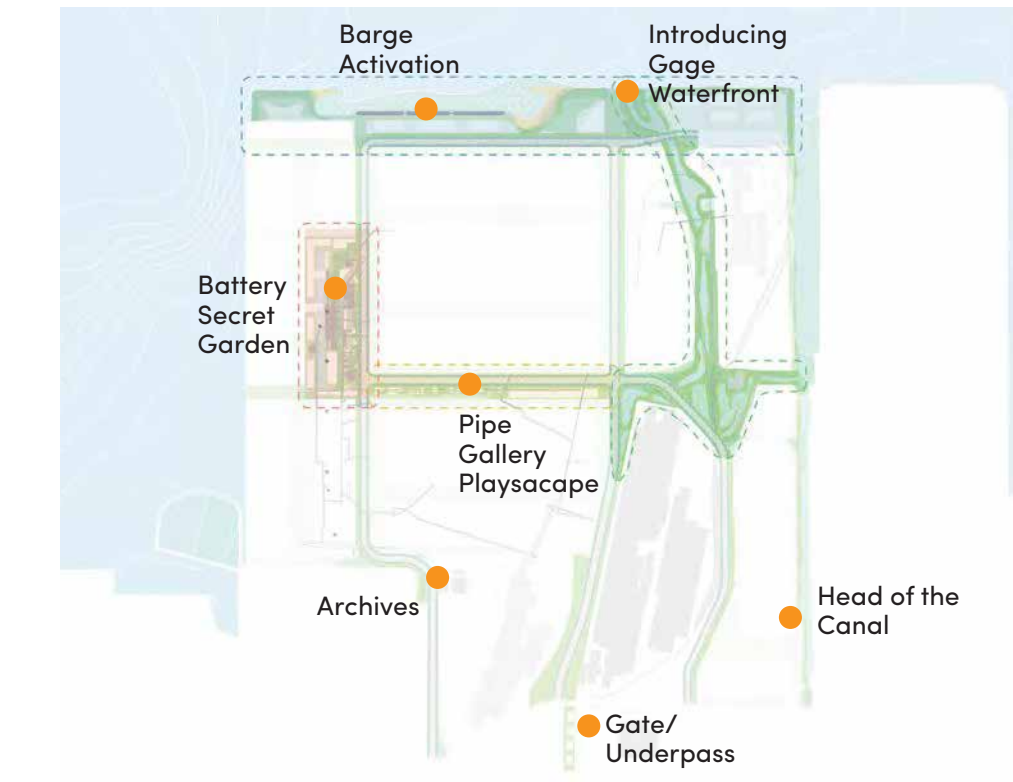 Barge
Activation
Introducing
Gage
Waterfront
Battery
Secret
Garden
Pipe
Gallery
Playsacape
Archives
Head of the
Canal
Gate/
Underpass